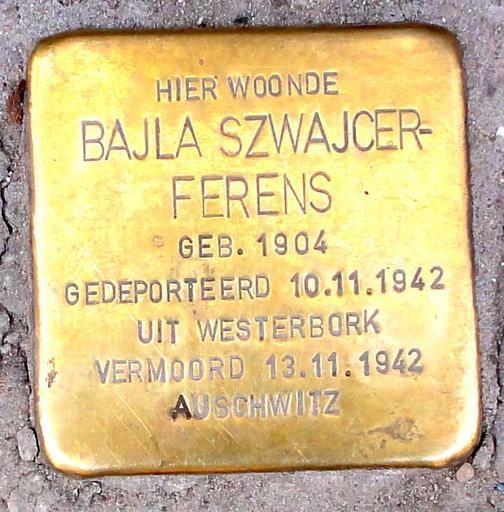 HIER WOONDE
BAJLA SZWAJCER-
FERENS
GEB. 1904
GEDEPORTEERD 10.11.1942
UIT WESTERBORK
VERMOORD 13.11.1942
AUSCHWITZ